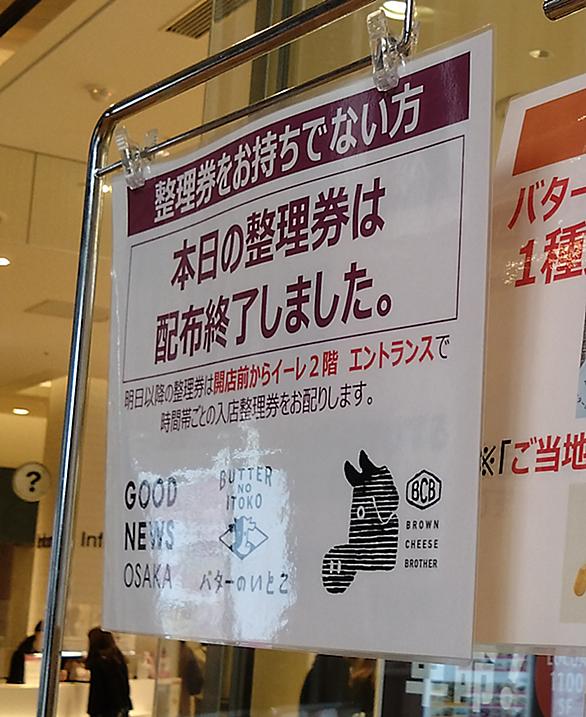 整理券をお持ちでない方
本日の整理券は
配布終了しました。
明日以降の整理券は開店前からイーレ2階 エントランスで
時間帯ごとの入店整理券をお配りします。
GOOD
NEWS
OSAKA
BUTTER
NO
ITOKO
バターのいとこ
BCB
BROWN
CHEESE
BROTHER
バター
1種
※「ご当地
?
Inf